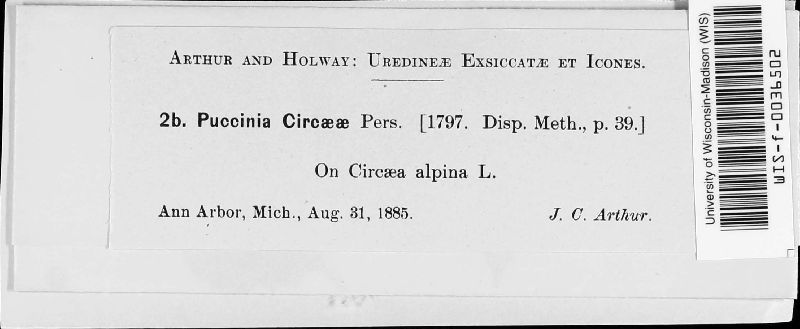 ARTHUR AND HOLWAY: UREDINEÆ EXSICCATÆ ET ICONES.
2b. Puccinia Circææ Pers. [1797. Disp. Meth., p. 39.]
On Circæa alpina L.
Ann Arbor, Mich., Aug. 31, 1885. J. C. Arthur.
University of Wisconsin-Madison (WIS)
WIS-f-0036502